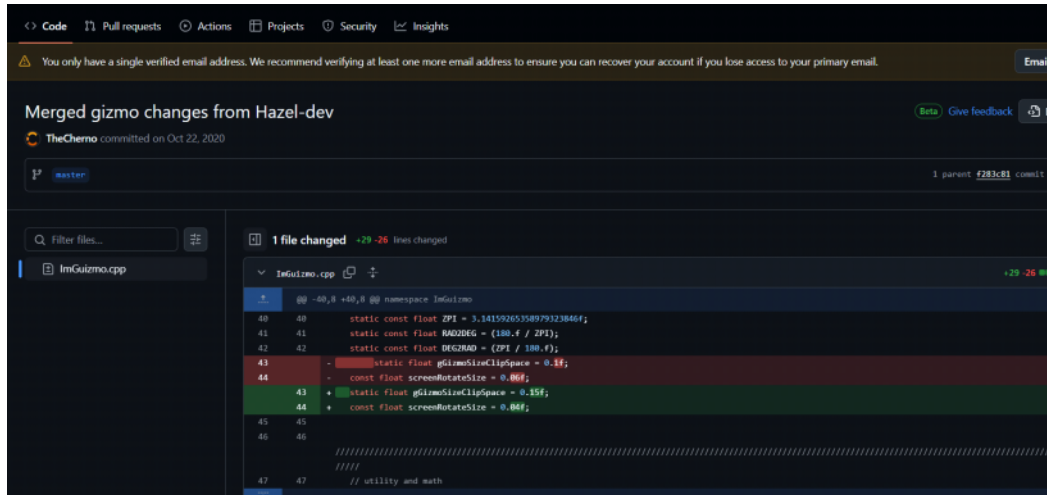 Code Pull requests Actions Projects Security Insights
You only have a single verified email address. We recommend verifying at least one more email address to ensure you can recover your account if you lose access to your primary email. Emai
Merged gizmo changes from Hazel-dev
Beta Give feedback
TheCherno committed on Oct 22, 2020
master
1 parent f283c81 commit
Filter files...
1 file changed +29 -26 lines changed
ImGuizmo.cpp
ImGuizmo.cpp
+29 -26
@@ -40,8 +40,8 @@ namespace ImGuizmo
40 40 static const float ZPI = 3.14159265358979323846f;
41 41 static const float RAD2DEG = (180.f / ZPI);
42 42 static const float DEG2RAD = (ZPI / 180.f);
43 - static float gGizmoSizeClipSpace = 0.1f;
44 - const float screenRotateSize = 0.06f;
43 + static float gGizmoSizeClipSpace = 0.15f;
44 + const float screenRotateSize = 0.04f;
45 45
46 46
47 47 // utility and math